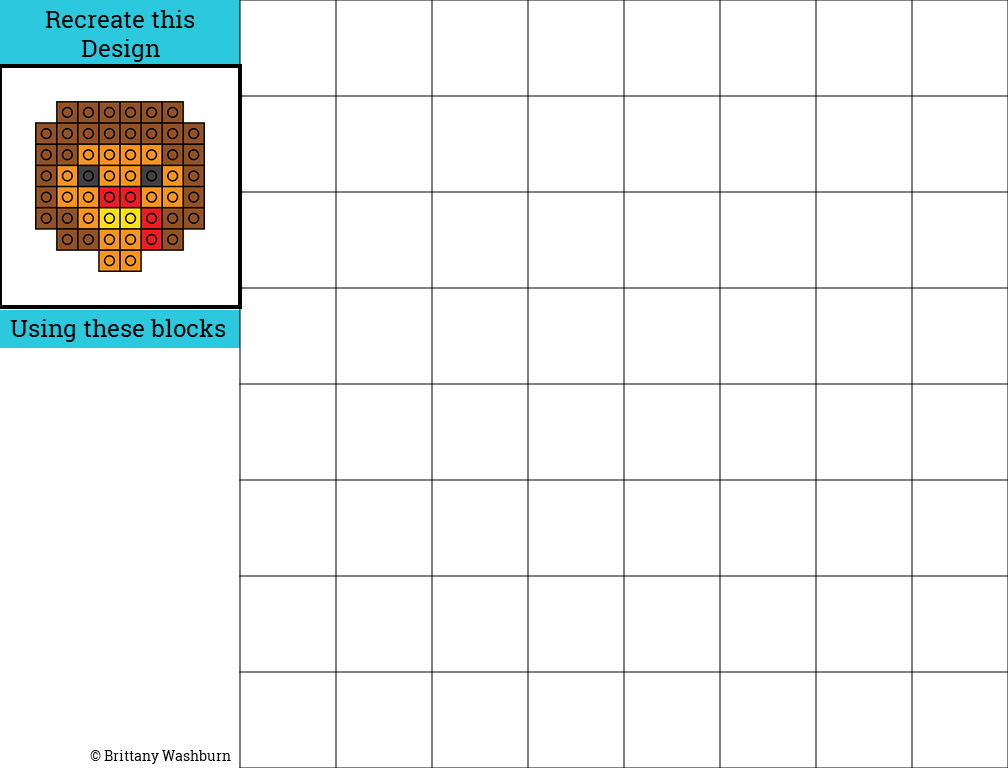 Recreate this
Design
Using these blocks
© Brittany Washburn